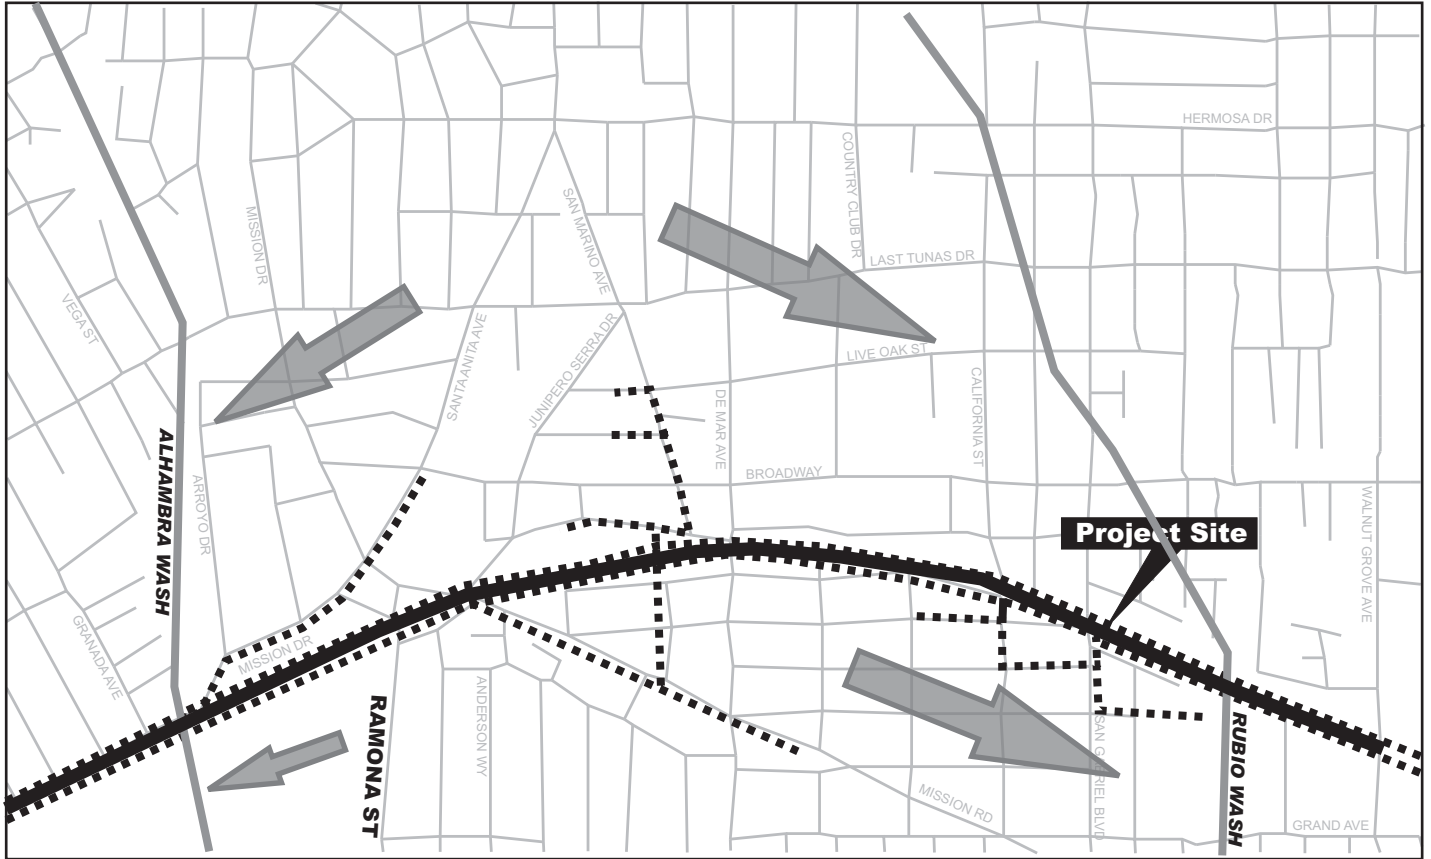 HERMOSA DR
COUNTRY CLUB DR
SAN MARINO AVE
MISSION DR
LAST TUNAS DR
VEGA ST
SANTA ANITA AVE
JUNIPERO SERRA DR
LIVE OAK ST
CALIFORNIA ST
DE MAR AVE
BROADWAY
ALHAMBRA WASH
ARROYO DR
WALNUT GROVE AVE
Project Site
GRANADA AVE
MISSION DR
RAMONA ST
ANDERSON WY
SAN GABRIEL BLVD
RUBIO WASH
MISSION RD
GRAND AVE